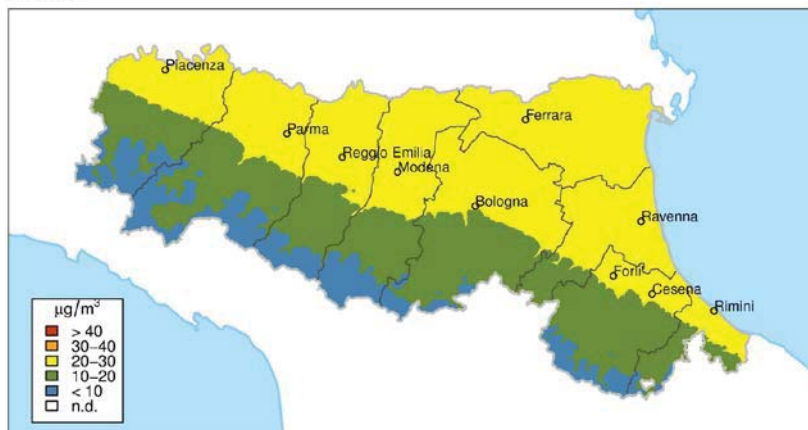 Piacenza
Parma
Reggio Emilia
Modena
Ferrara
Bologna
Ravenna
Forlì
Cesena
Rimini
µg/m³
> 40
30–40
20–30
10–20
< 10
n.d.